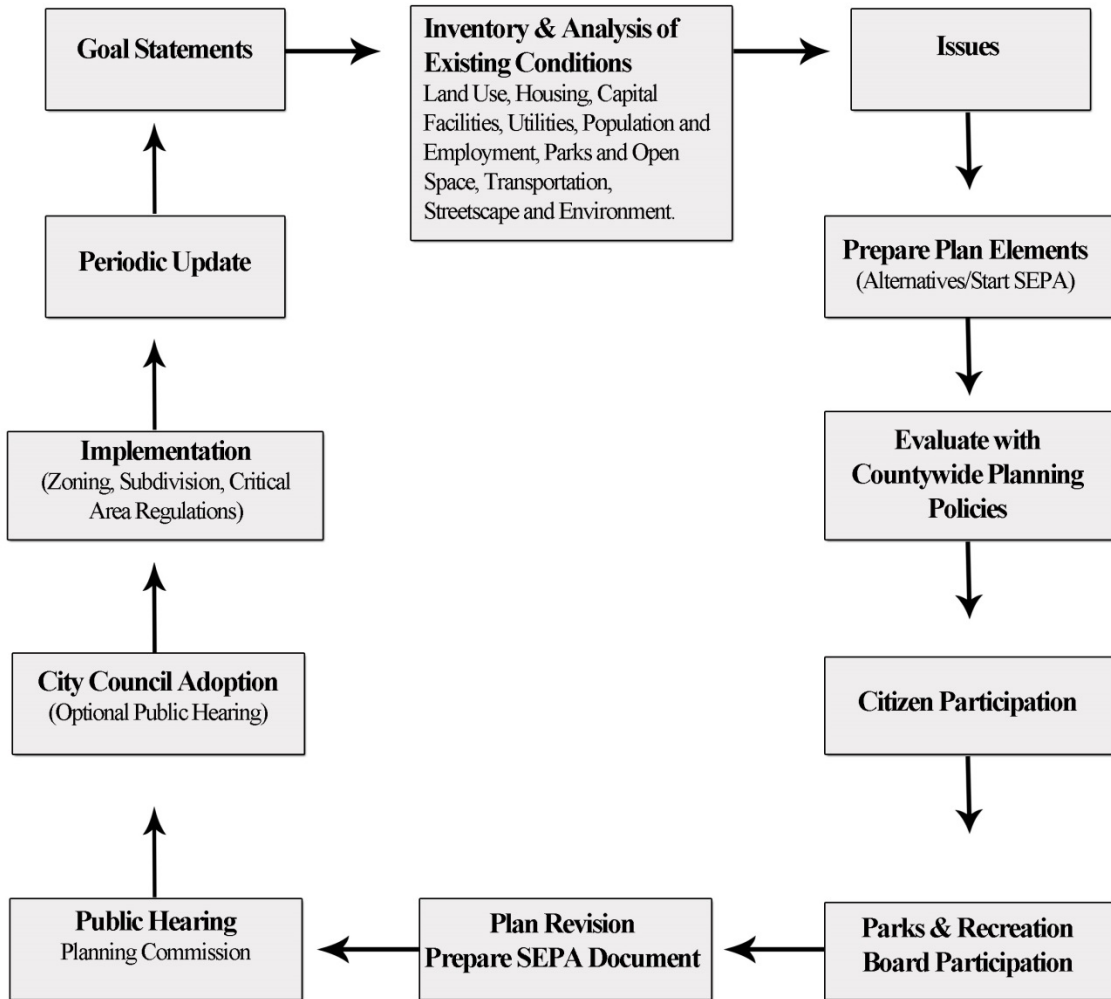 Goal Statements
Inventory & Analysis of
Existing Conditions
Land Use, Housing, Capital
Facilities, Utilities, Population and
Employment, Parks and Open
Space, Transportation,
Streetscape and Environment.
Issues
Prepare Plan Elements
(Alternatives/Start SEPA)
Evaluate with
Countywide Planning
Policies
Citizen Participation
Parks & Recreation
Board Participation
Plan Revision
Prepare SEPA Document
Public Hearing
Planning Commission
City Council Adoption
(Optional Public Hearing)
Implementation
(Zoning, Subdivision, Critical
Area Regulations)
Periodic Update